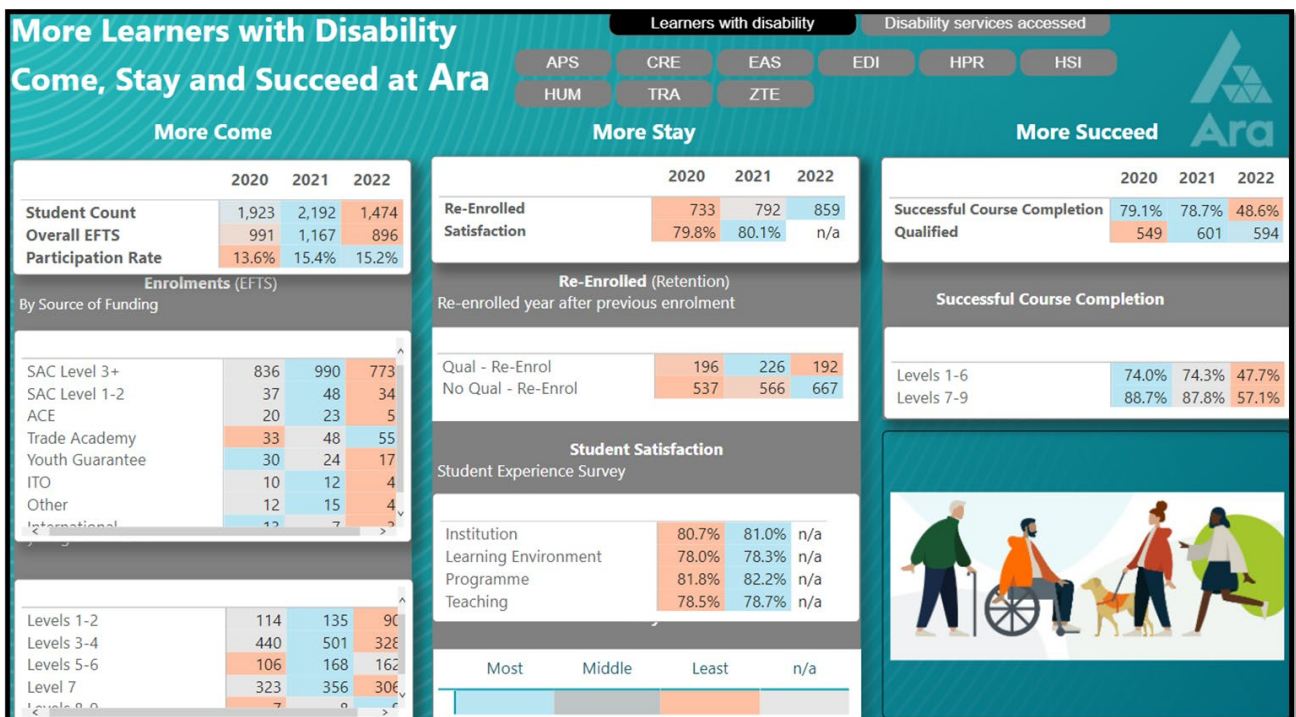 More Learners with Disability
Come, Stay and Succeed at Ara
Learners with disability Disability services accessed
APS CRE EAS EDI HPR HSI
HUM TRA ZTE
Ara
More Come
2020 2021 2022
Student Count 1,923 2,192 1,474
Overall EFTS 991 1,167 896
Participation Rate 13.6% 15.4% 15.2%
Enrolments (EFTS)
By Source of Funding
SAC Level 3+ 836 990 773
SAC Level 1-2 37 48 34
ACE 20 23 5
Trade Academy 33 48 55
Youth Guarantee 30 24 17
ITO 10 12 4
Other 12 15 4
International 13 7
Levels 1-2 114 135 90
Levels 3-4 440 501 328
Levels 5-6 106 168 162
Level 7 323 356 306
Levels 8-9 7
More Stay
2020 2021 2022
Re-Enrolled 733 792 859
Satisfaction 79.8% 80.1% n/a
Re-Enrolled (Retention)
Re-enrolled year after previous enrolment
Qual - Re-Enrol 196 226 192
No Qual - Re-Enrol 537 566 667
Student Satisfaction
Student Experience Survey
Institution 80.7% 81.0% n/a
Learning Environment 78.0% 78.3% n/a
Programme 81.8% 82.2% n/a
Teaching 78.5% 78.7% n/a
Most Middle Least n/a
More Succeed
2020 2021 2022
Successful Course Completion 79.1% 78.7% 48.6%
Qualified 549 601 594
Successful Course Completion
Levels 1-6 74.0% 74.3% 47.7%
Levels 7-9 88.7% 87.8% 57.1%